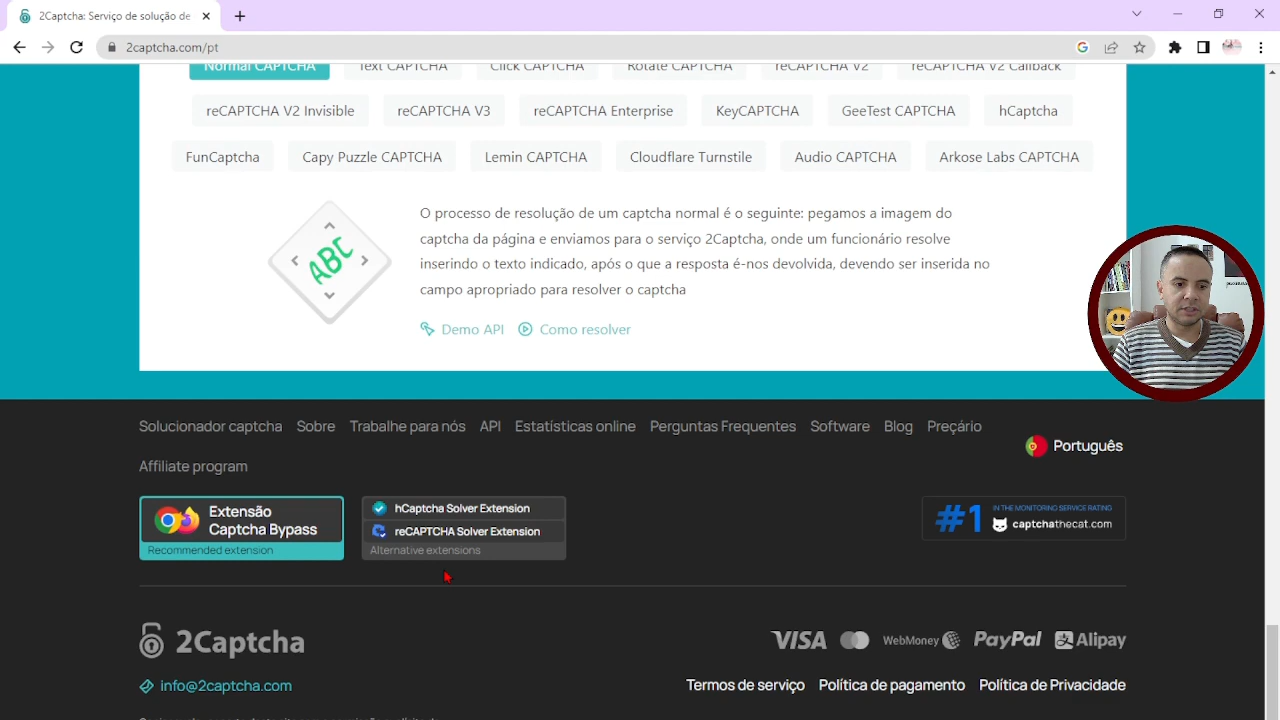 2Captcha: Serviço de solução de
2captcha.com/pt
Normal CAPTCHA Text CAPTCHA Click CAPTCHA Rotate CAPTCHA reCAPTCHA V2 reCAPTCHA V2 Callback
reCAPTCHA V2 Invisible reCAPTCHA V3 reCAPTCHA Enterprise KeyCAPTCHA GeeTest CAPTCHA hCaptcha
FunCaptcha Capy Puzzle CAPTCHA Lemin CAPTCHA Cloudflare Turnstile Audio CAPTCHA Arkose Labs CAPTCHA
ABC
O processo de resolução de um captcha normal é o seguinte: pegamos a imagem do
captcha da página e enviamos para o serviço 2Captcha, onde um funcionário resolve
inserindo o texto indicado, após o que a resposta é-nos devolvida, devendo ser inserida no
campo apropriado para resolver o captcha
Demo API Como resolver
Solucionador captcha Sobre Trabalhe para nós API Estatísticas online Perguntas Frequentes Software Blog Preçário
Português
Affiliate program
Extensão
Captcha Bypass
Recommended extension
hCaptcha Solver Extension
reCAPTCHA Solver Extension
Alternative extensions
#1 IN THE MONITORING SERVICE RATING
captchathecat.com
2Captcha
VISA WebMoney PayPal Alipay
info@2captcha.com
Termos de serviço Política de pagamento Política de Privacidade